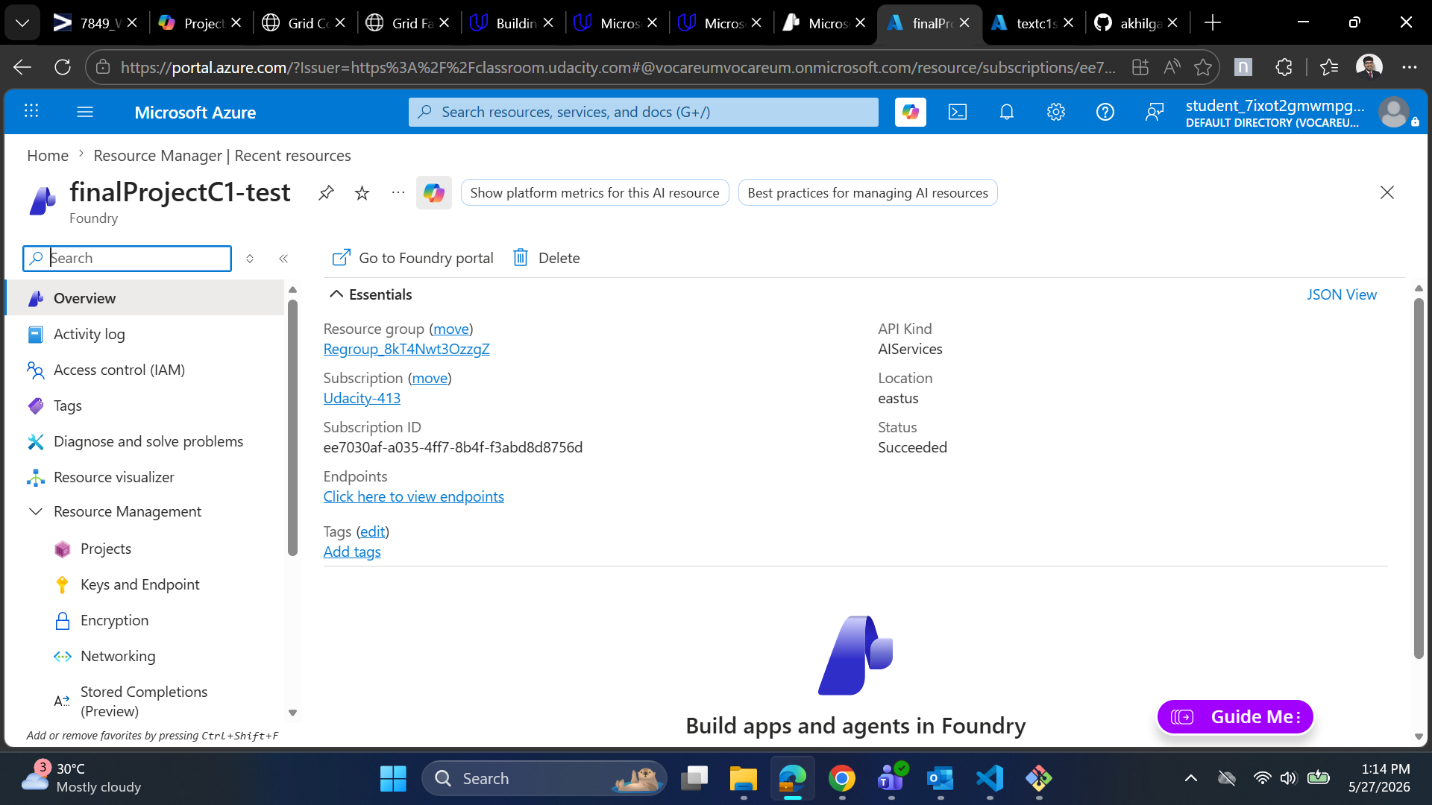 7849_V
Project
Grid Co
Grid Fa
Buildin
Micros
Micros
Micros
finalPr
textc1s
akhilga
https://portal.azure.com/?Issuer=https%3A%2F%2Fclassroom.udacity.com#@vocareumvocareum.onmicrosoft.com/resource/subscriptions/ee7...
Microsoft Azure
Search resources, services, and docs (G+/)
student_7ixot2gmwmpg...
DEFAULT DIRECTORY (VOCAREU...
Home > Resource Manager | Recent resources
finalProjectC1-test
Foundry
Show platform metrics for this AI resource
Best practices for managing AI resources
Search
Go to Foundry portal
Delete
Overview
Activity log
Access control (IAM)
Tags
Diagnose and solve problems
Resource visualizer
Resource Management
Projects
Keys and Endpoint
Encryption
Networking
Stored Completions
(Preview)
Add or remove favorites by pressing Ctrl+Shift+F
Essentials
JSON View
Resource group (move)
Regroup_8kT4Nwt3OzzgZ
Subscription (move)
Udacity-413
Subscription ID
ee7030af-a035-4ff7-8b4f-f3abd8d8756d
Endpoints
Click here to view endpoints
Tags (edit)
Add tags
API Kind
AIServices
Location
eastus
Status
Succeeded
Build apps and agents in Foundry
Guide Me
3
30°C
Mostly cloudy
Search
1:14 PM
5/27/2026